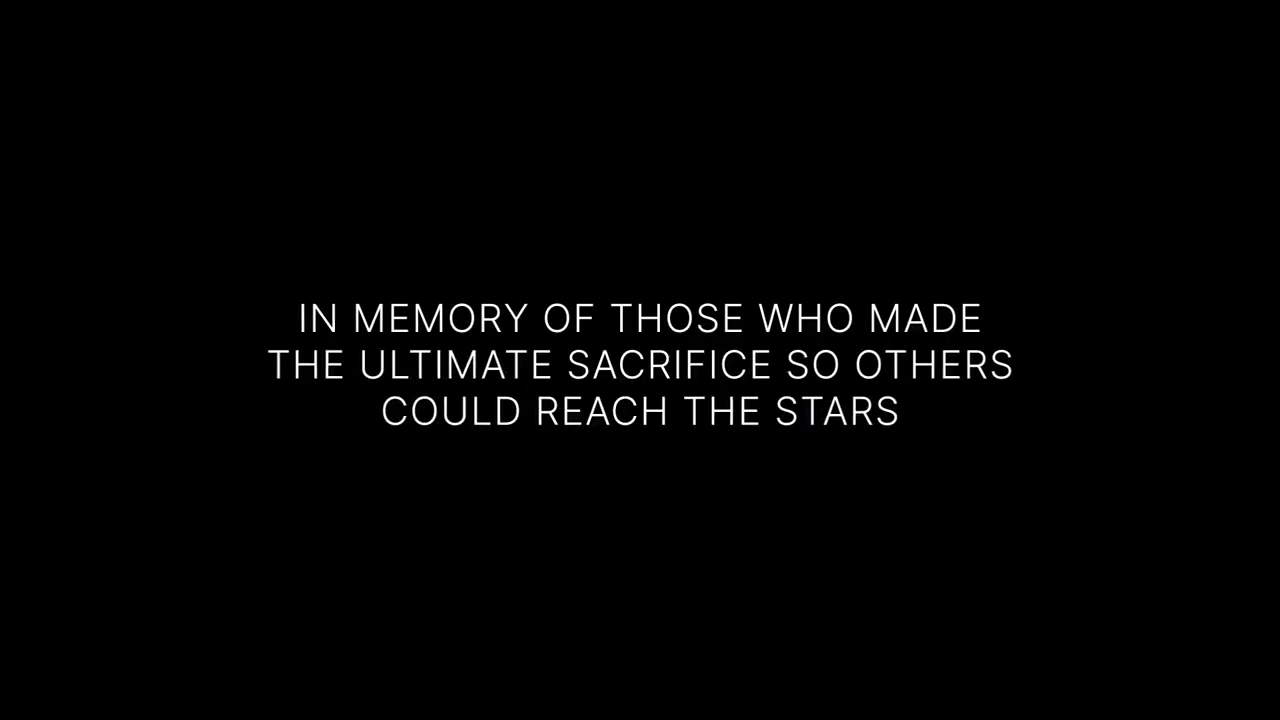 IN MEMORY OF THOSE WHO MADE
THE ULTIMATE SACRIFICE SO OTHERS
COULD REACH THE STARS